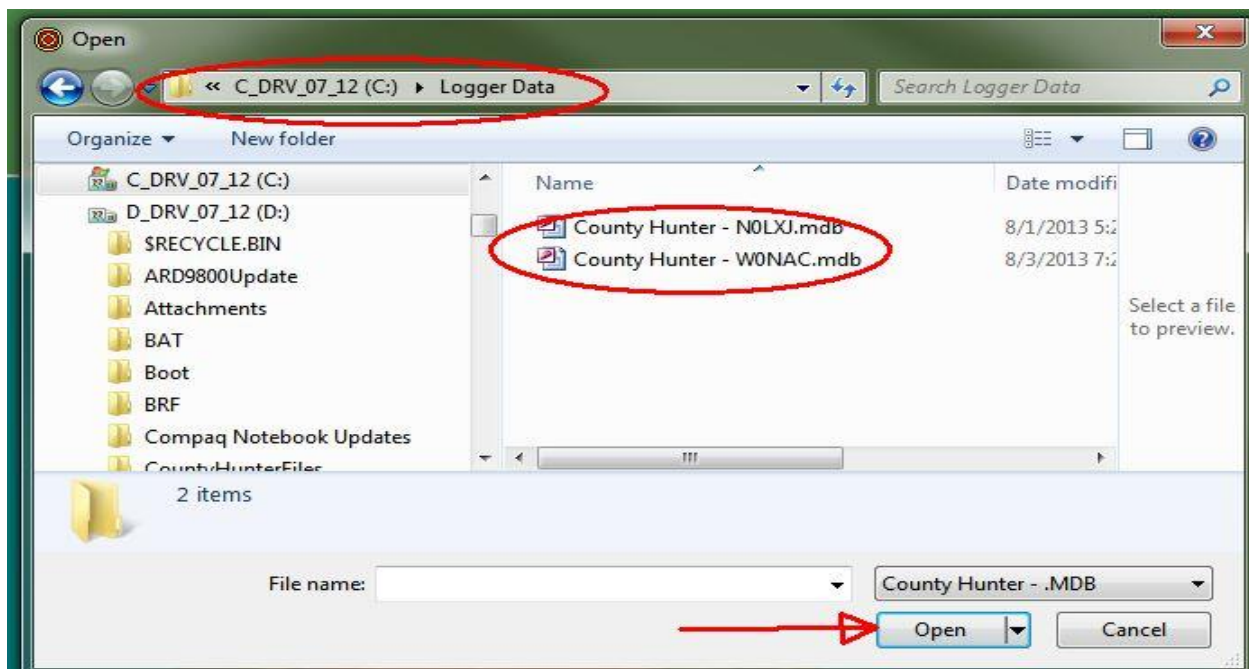 Open
« C_DRV_07_12 (C:) ▸ Logger Data
Search Logger Data
Organize
New folder
C_DRV_07_12 (C:)
D_DRV_07_12 (D:)
$RECYCLE.BIN
ARD9800Update
Attachments
BAT
Boot
BRF
Compaq Notebook Updates
CountyHunterFiles
Name
Date modifi
County Hunter - N0LXJ.mdb
8/1/2013 5:2
County Hunter - W0NAC.mdb
8/3/2013 7:2
Select a file
to preview.
2 items
File name:
County Hunter - .MDB
Open
Cancel